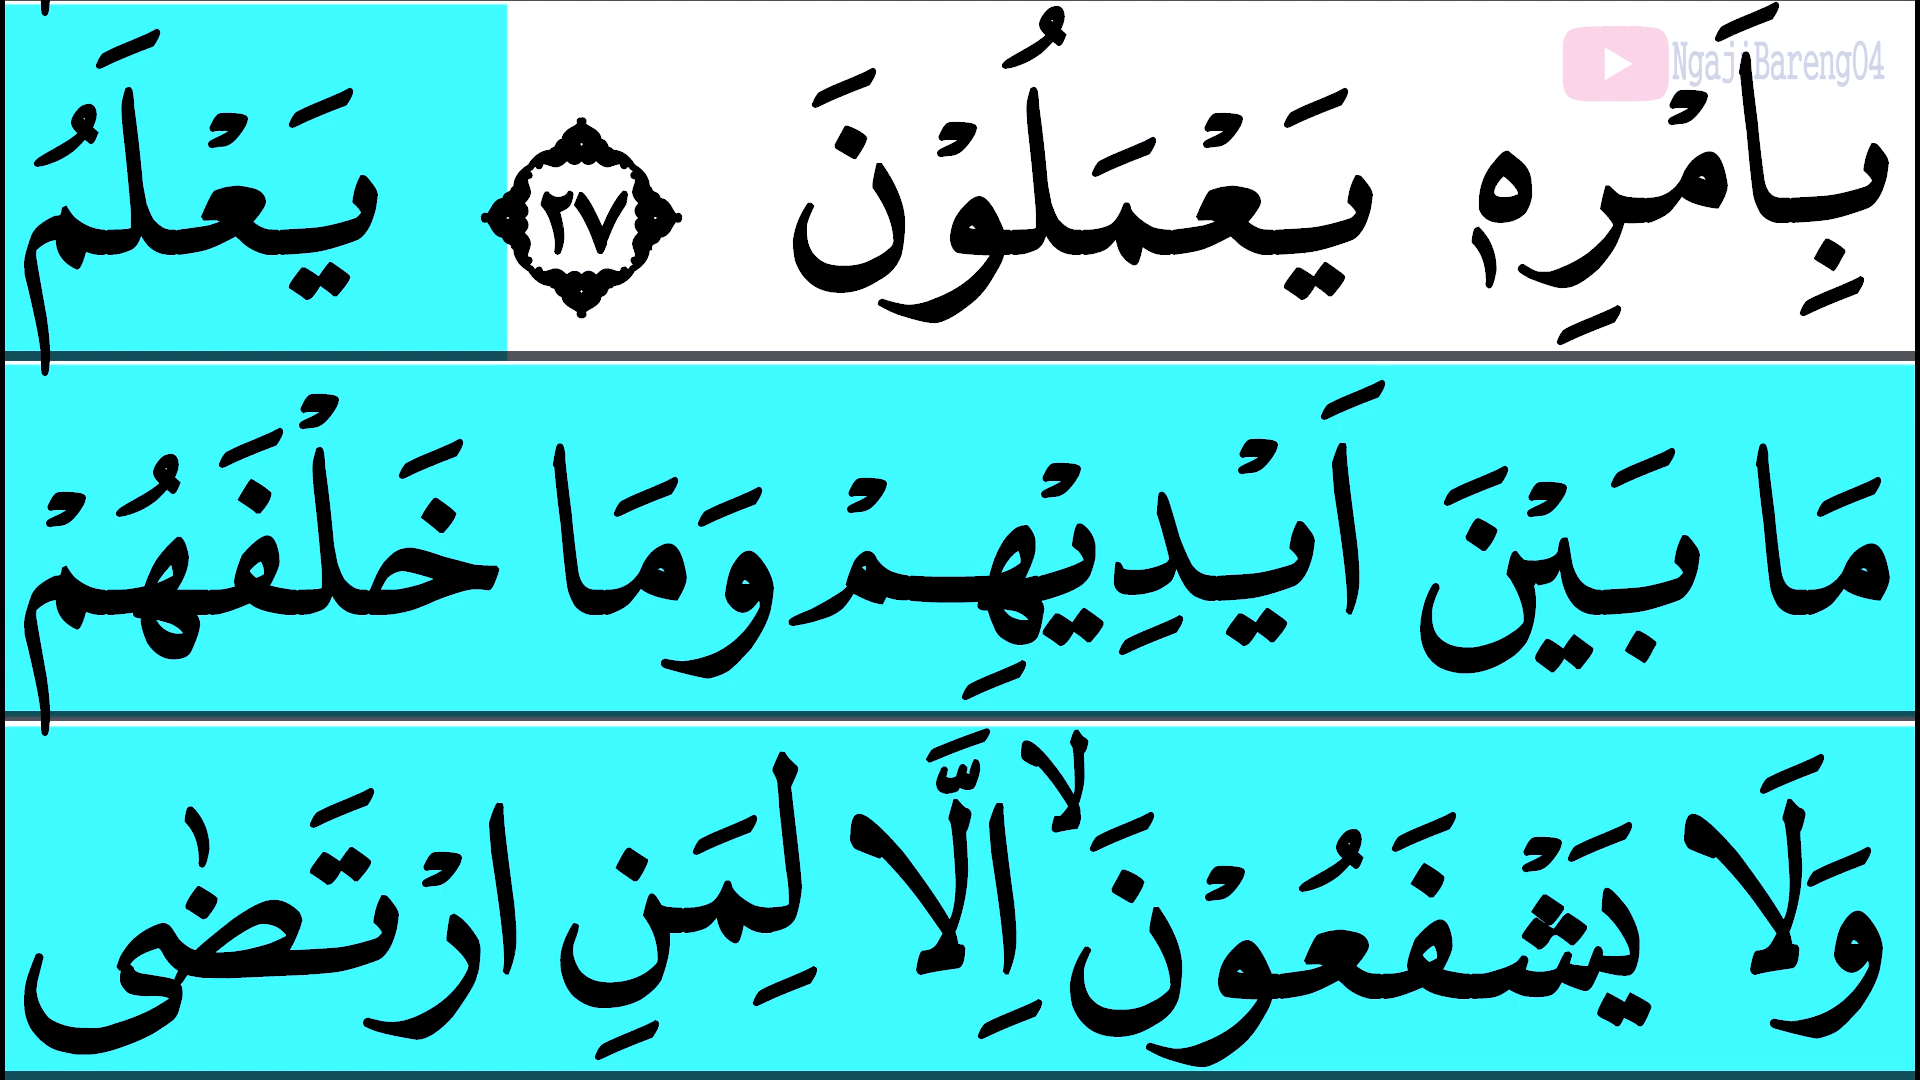 بِاَمْرِهٖ يَعْمَلُوْنَ ٢٧ يَعْلَمُ
NgajiBareng04
مَا بَيْنَ اَيْدِيْهِمْ وَمَا خَلْفَهُمْ
وَلَا يَشْفَعُوْنَۙ اِلَّا لِمَنِ ارْتَضٰى